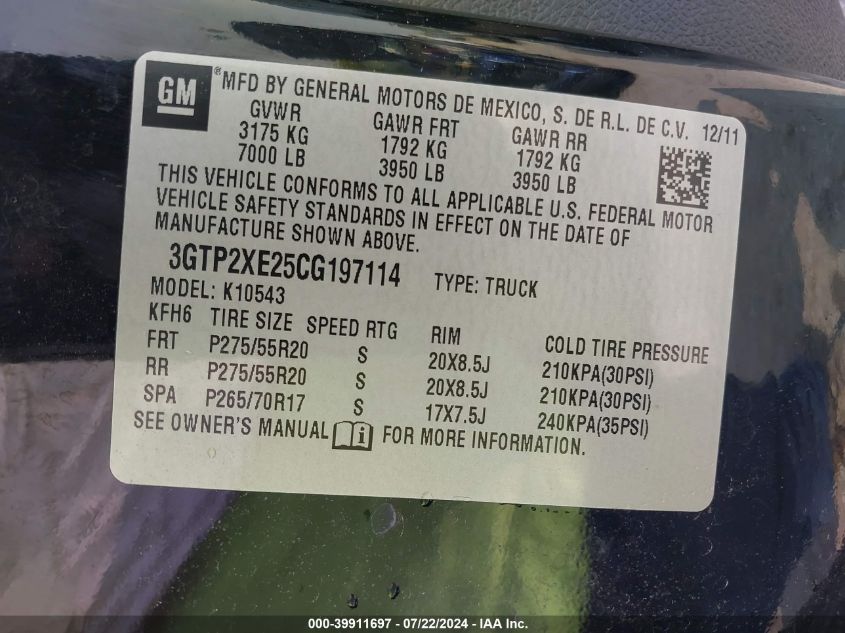 GM ®MFD BY GENERAL MOTORS DE MEXICO, S. DE R.L. DE C.V. 12/11
GVWR GAWR FRT GAWR RR
3175 KG 1792 KG 1792 KG
7000 LB 3950 LB 3950 LB
THIS VEHICLE CONFORMS TO ALL APPLICABLE U.S. FEDERAL MOTOR
VEHICLE SAFETY STANDARDS IN EFFECT ON THE DATE OF
MANUFACTURE SHOWN ABOVE.
3GTP2XE25CG197114 TYPE: TRUCK
MODEL: K10543
KFH6 TIRE SIZE SPEED RTG RIM COLD TIRE PRESSURE
FRT P275/55R20 S 20X8.5J 210KPA(30PSI)
RR P275/55R20 S 20X8.5J 210KPA(30PSI)
SPA P265/70R17 S 17X7.5J 240KPA(35PSI)
SEE OWNER'S MANUAL i FOR MORE INFORMATION.
000-39911697 - 07/22/2024 - IAA Inc.